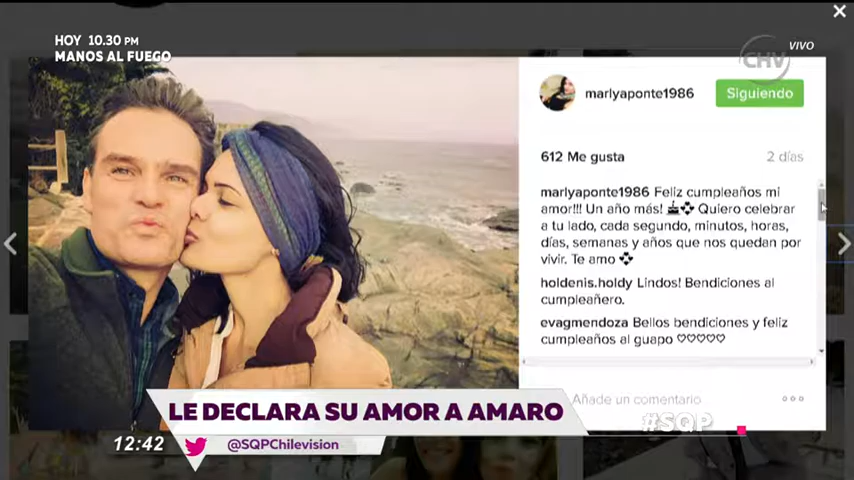 HOY 10.30 PM
MANOS AL FUEGO
VIVO
CHV
marlyaponte1986
Siguiendo
612 Me gusta
2 días
marlyaponte1986 Feliz cumpleaños mi
amor!!! Un año más! Quiero celebrar
a tu lado, cada segundo, minutos, horas,
días, semanas y años que nos quedan por
vivir. Te amo
holdenis.holdy Lindos! Bendiciones al
cumpleañero.
evagmendoza Bellos bendiciones y feliz
cumpleaños al guapo ♡♡♡♡♡
Añade un comentario
LE DECLARA SU AMOR A AMARO
#SQP
12:42
@SQPChilevision